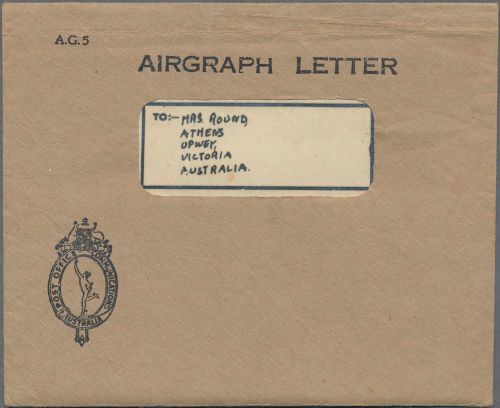 A.G.5
AIRGRAPH LETTER
TO:- MRS. ROUND,
ATHENS
UPWEY,
VICTORIA
AUSTRALIA.
POST OFFICE COMMUNICATIONS
AUSTRALIA